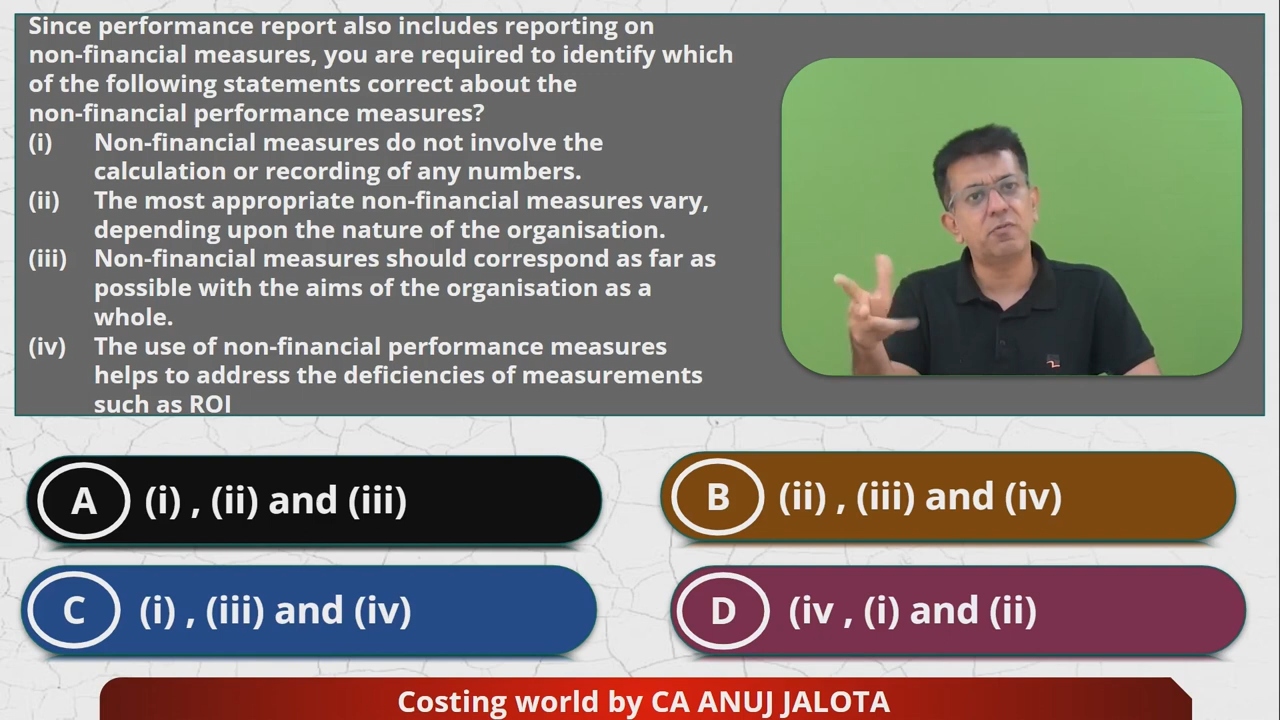 Since performance report also includes reporting on
non-financial measures, you are required to identify which
of the following statements correct about the
non-financial performance measures?
(i) Non-financial measures do not involve the
calculation or recording of any numbers.
(ii) The most appropriate non-financial measures vary,
depending upon the nature of the organisation.
(iii) Non-financial measures should correspond as far as
possible with the aims of the organisation as a
whole.
(iv) The use of non-financial performance measures
helps to address the deficiencies of measurements
such as ROI
A (i) , (ii) and (iii)
B (ii) , (iii) and (iv)
C (i) , (iii) and (iv)
D (iv , (i) and (ii)
Costing world by CA ANUJ JALOTA